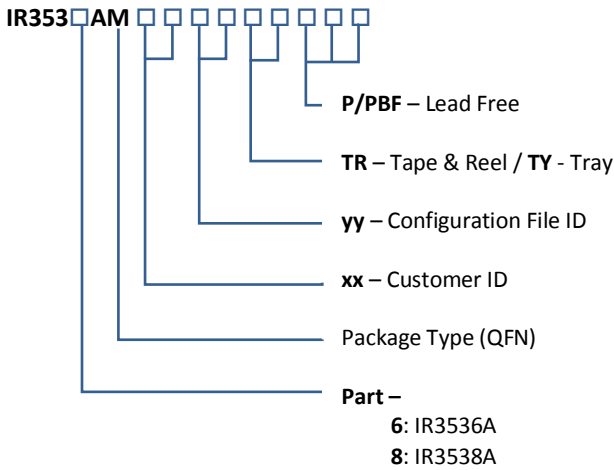 IR353□AM□□□□□□□□□
P/PBF – Lead Free
TR – Tape & Reel / TY - Tray
yy – Configuration File ID
xx – Customer ID
Package Type (QFN)
Part –
6: IR3536A
8: IR3538A